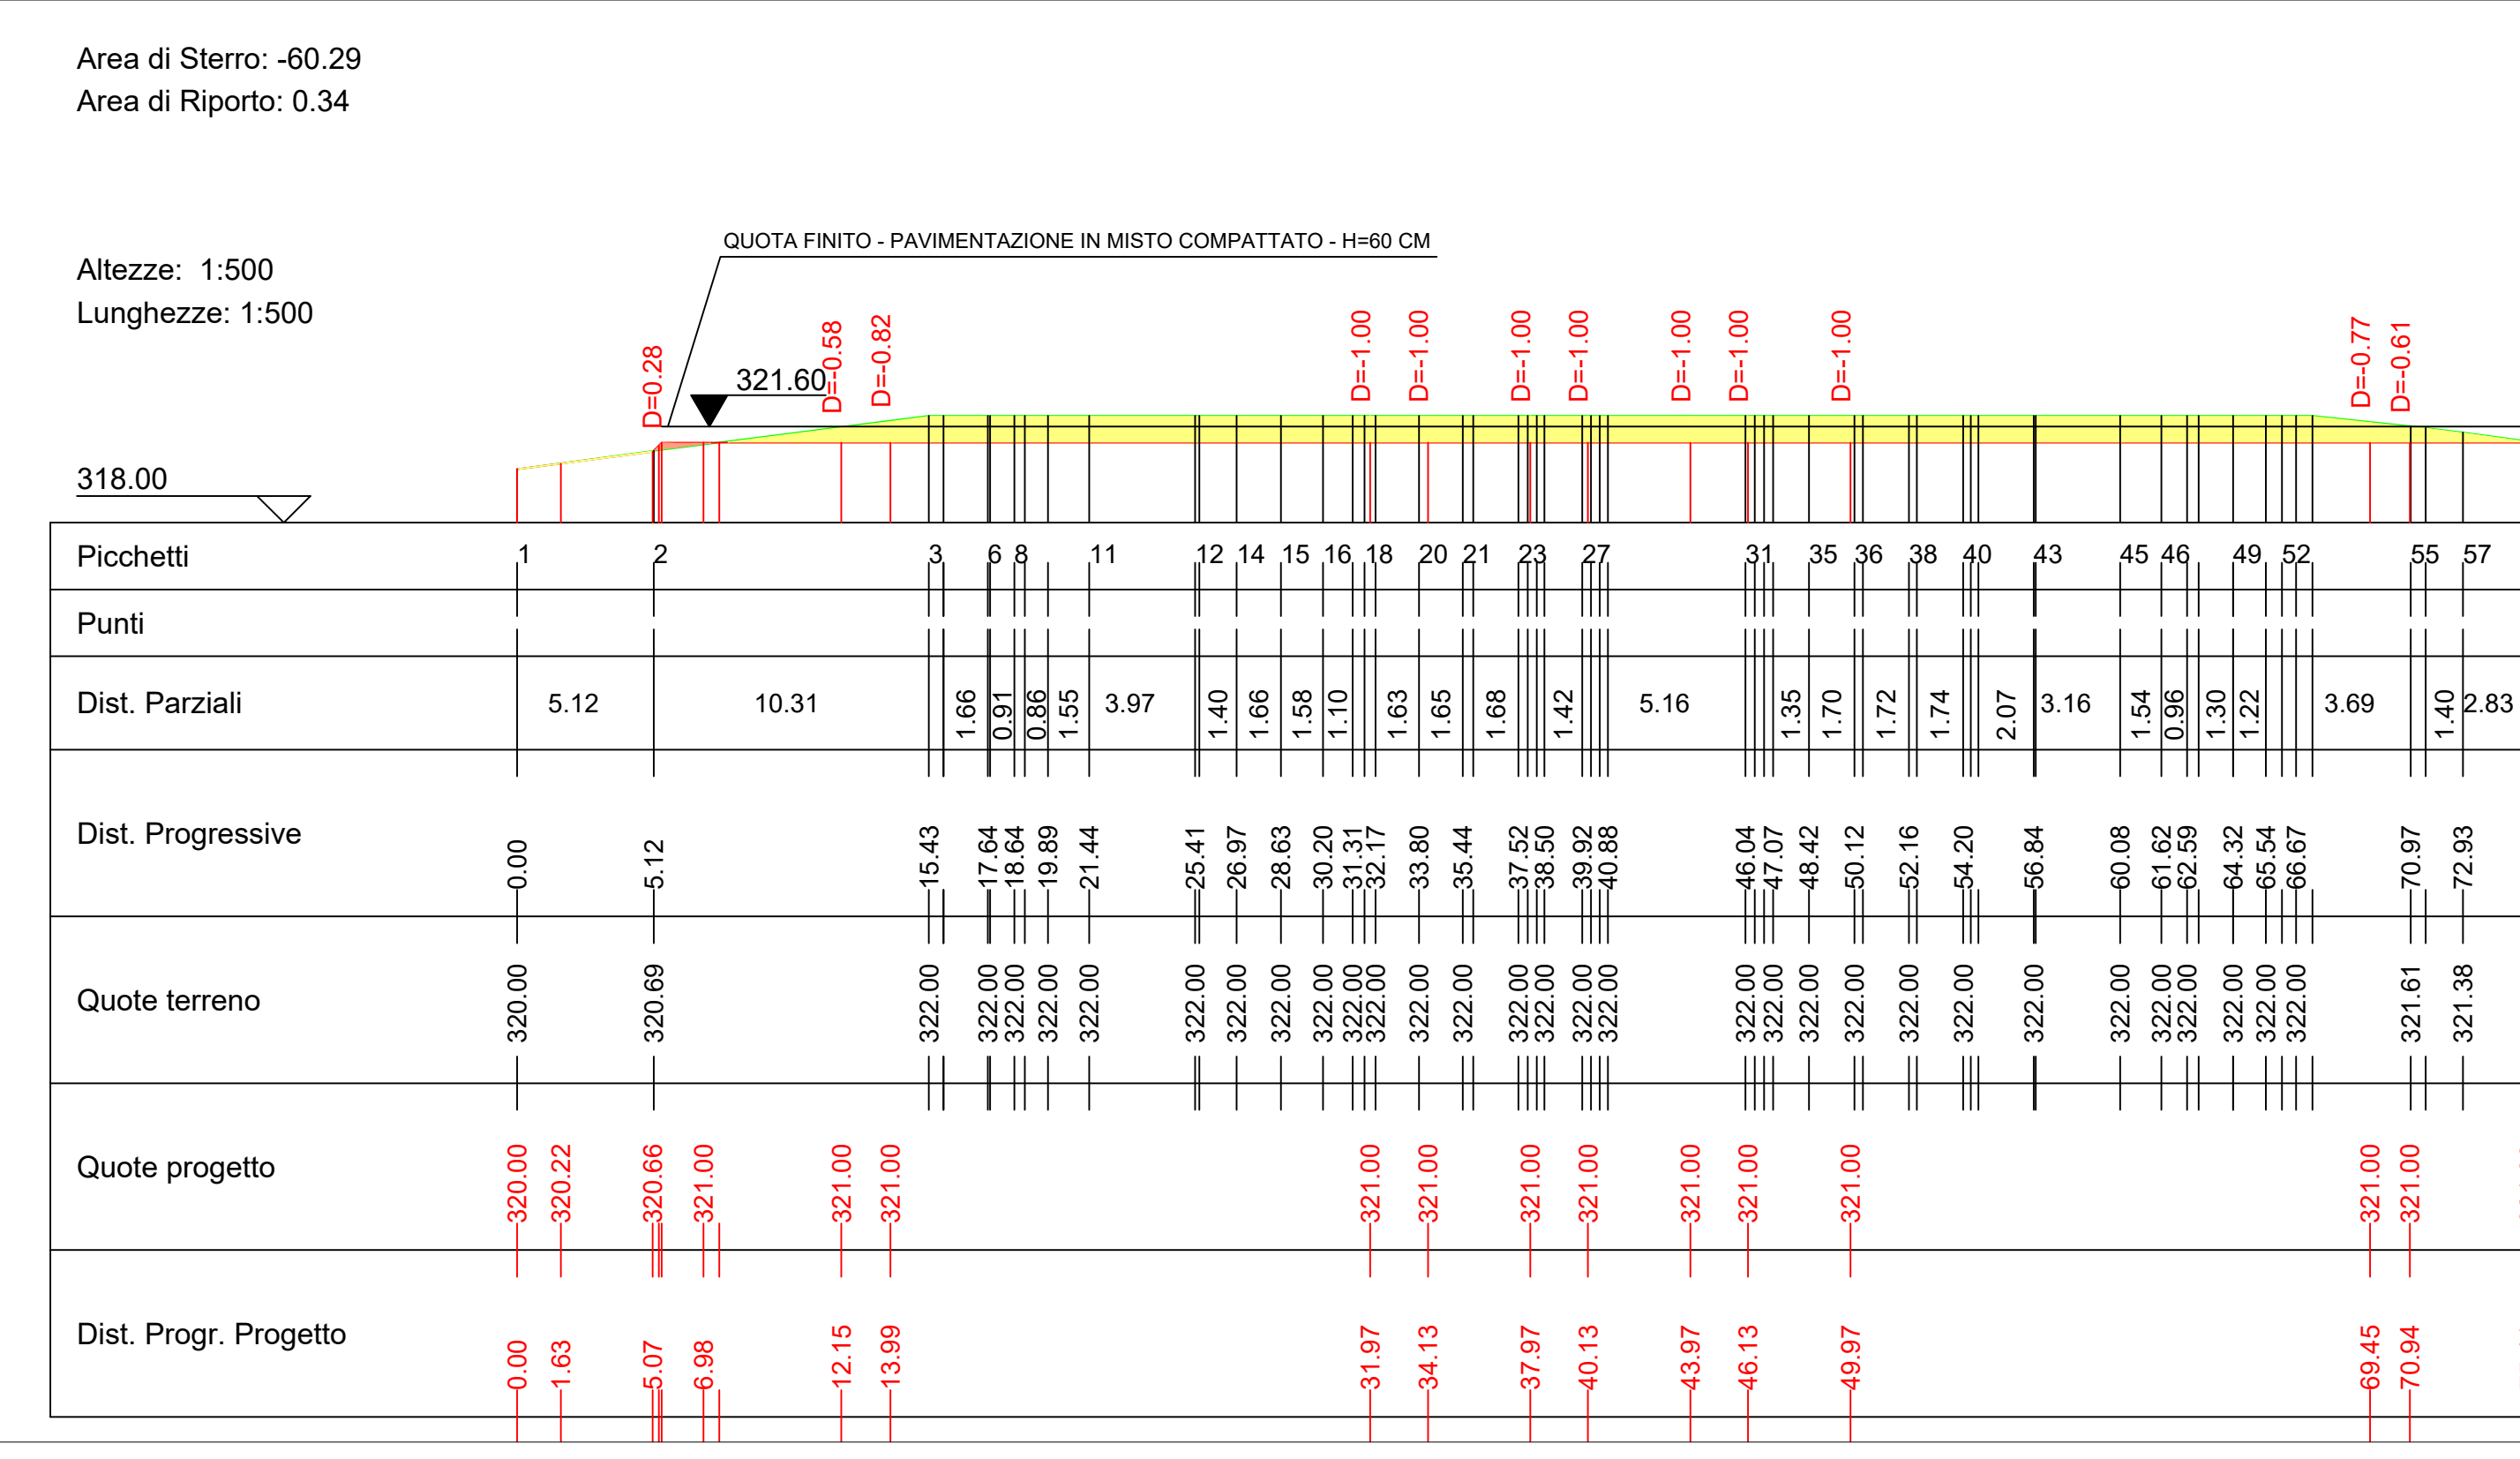 Area di Sterro: -60.29
Area di Riporto: 0.34
QUOTA FINITO - PAVIMENTAZIONE IN MISTO COMPATTATO - H=60 CM
Altezze: 1:500
Lunghezze: 1:500
D=0.28 D=-0.58 D=-0.82 D=-1.00 D=-1.00 D=-1.00 D=-1.00 D=-1.00 D=-1.00 D=-1.00 D=-0.77 D=-0.61
321.60
318.00
Picchetti 1 2 3 6 8 11 12 14 15 16 18 20 21 23 27 31 35 36 38 40 43 45 46 49 52 55 57
Punti
Dist. Parziali 5.12 10.31 1.66 0.91 0.86 1.55 3.97 1.40 1.66 1.58 1.10 1.63 1.65 1.68 1.42 5.16 1.35 1.70 1.72 1.74 2.07 3.16 1.54 0.96 1.30 1.22 3.69 1.40 2.83
Dist. Progressive 0.00 5.12 15.43 17.64 18.64 19.89 21.44 25.41 26.97 28.63 30.20 31.31 32.17 33.80 35.44 37.52 38.50 39.92 40.88 46.04 47.07 48.42 50.12 52.16 54.20 56.84 60.08 61.62 62.59 64.32 65.54 66.67 70.97 72.93
Quote terreno 320.00 320.69 322.00 322.00 322.00 322.00 322.00 322.00 322.00 322.00 322.00 322.00 322.00 322.00 322.00 322.00 322.00 322.00 322.00 322.00 322.00 322.00 322.00 322.00 322.00 322.00 322.00 322.00 322.00 322.00 322.00 322.00 321.61 321.38
Quote progetto 320.00 320.22 320.66 321.00 321.00 321.00 321.00 321.00 321.00 321.00 321.00 321.00 321.00 321.00 321.00
Dist. Progr. Progetto 0.00 1.63 5.07 6.98 12.15 13.99 31.97 34.13 37.97 40.13 43.97 46.13 49.97 69.45 70.94